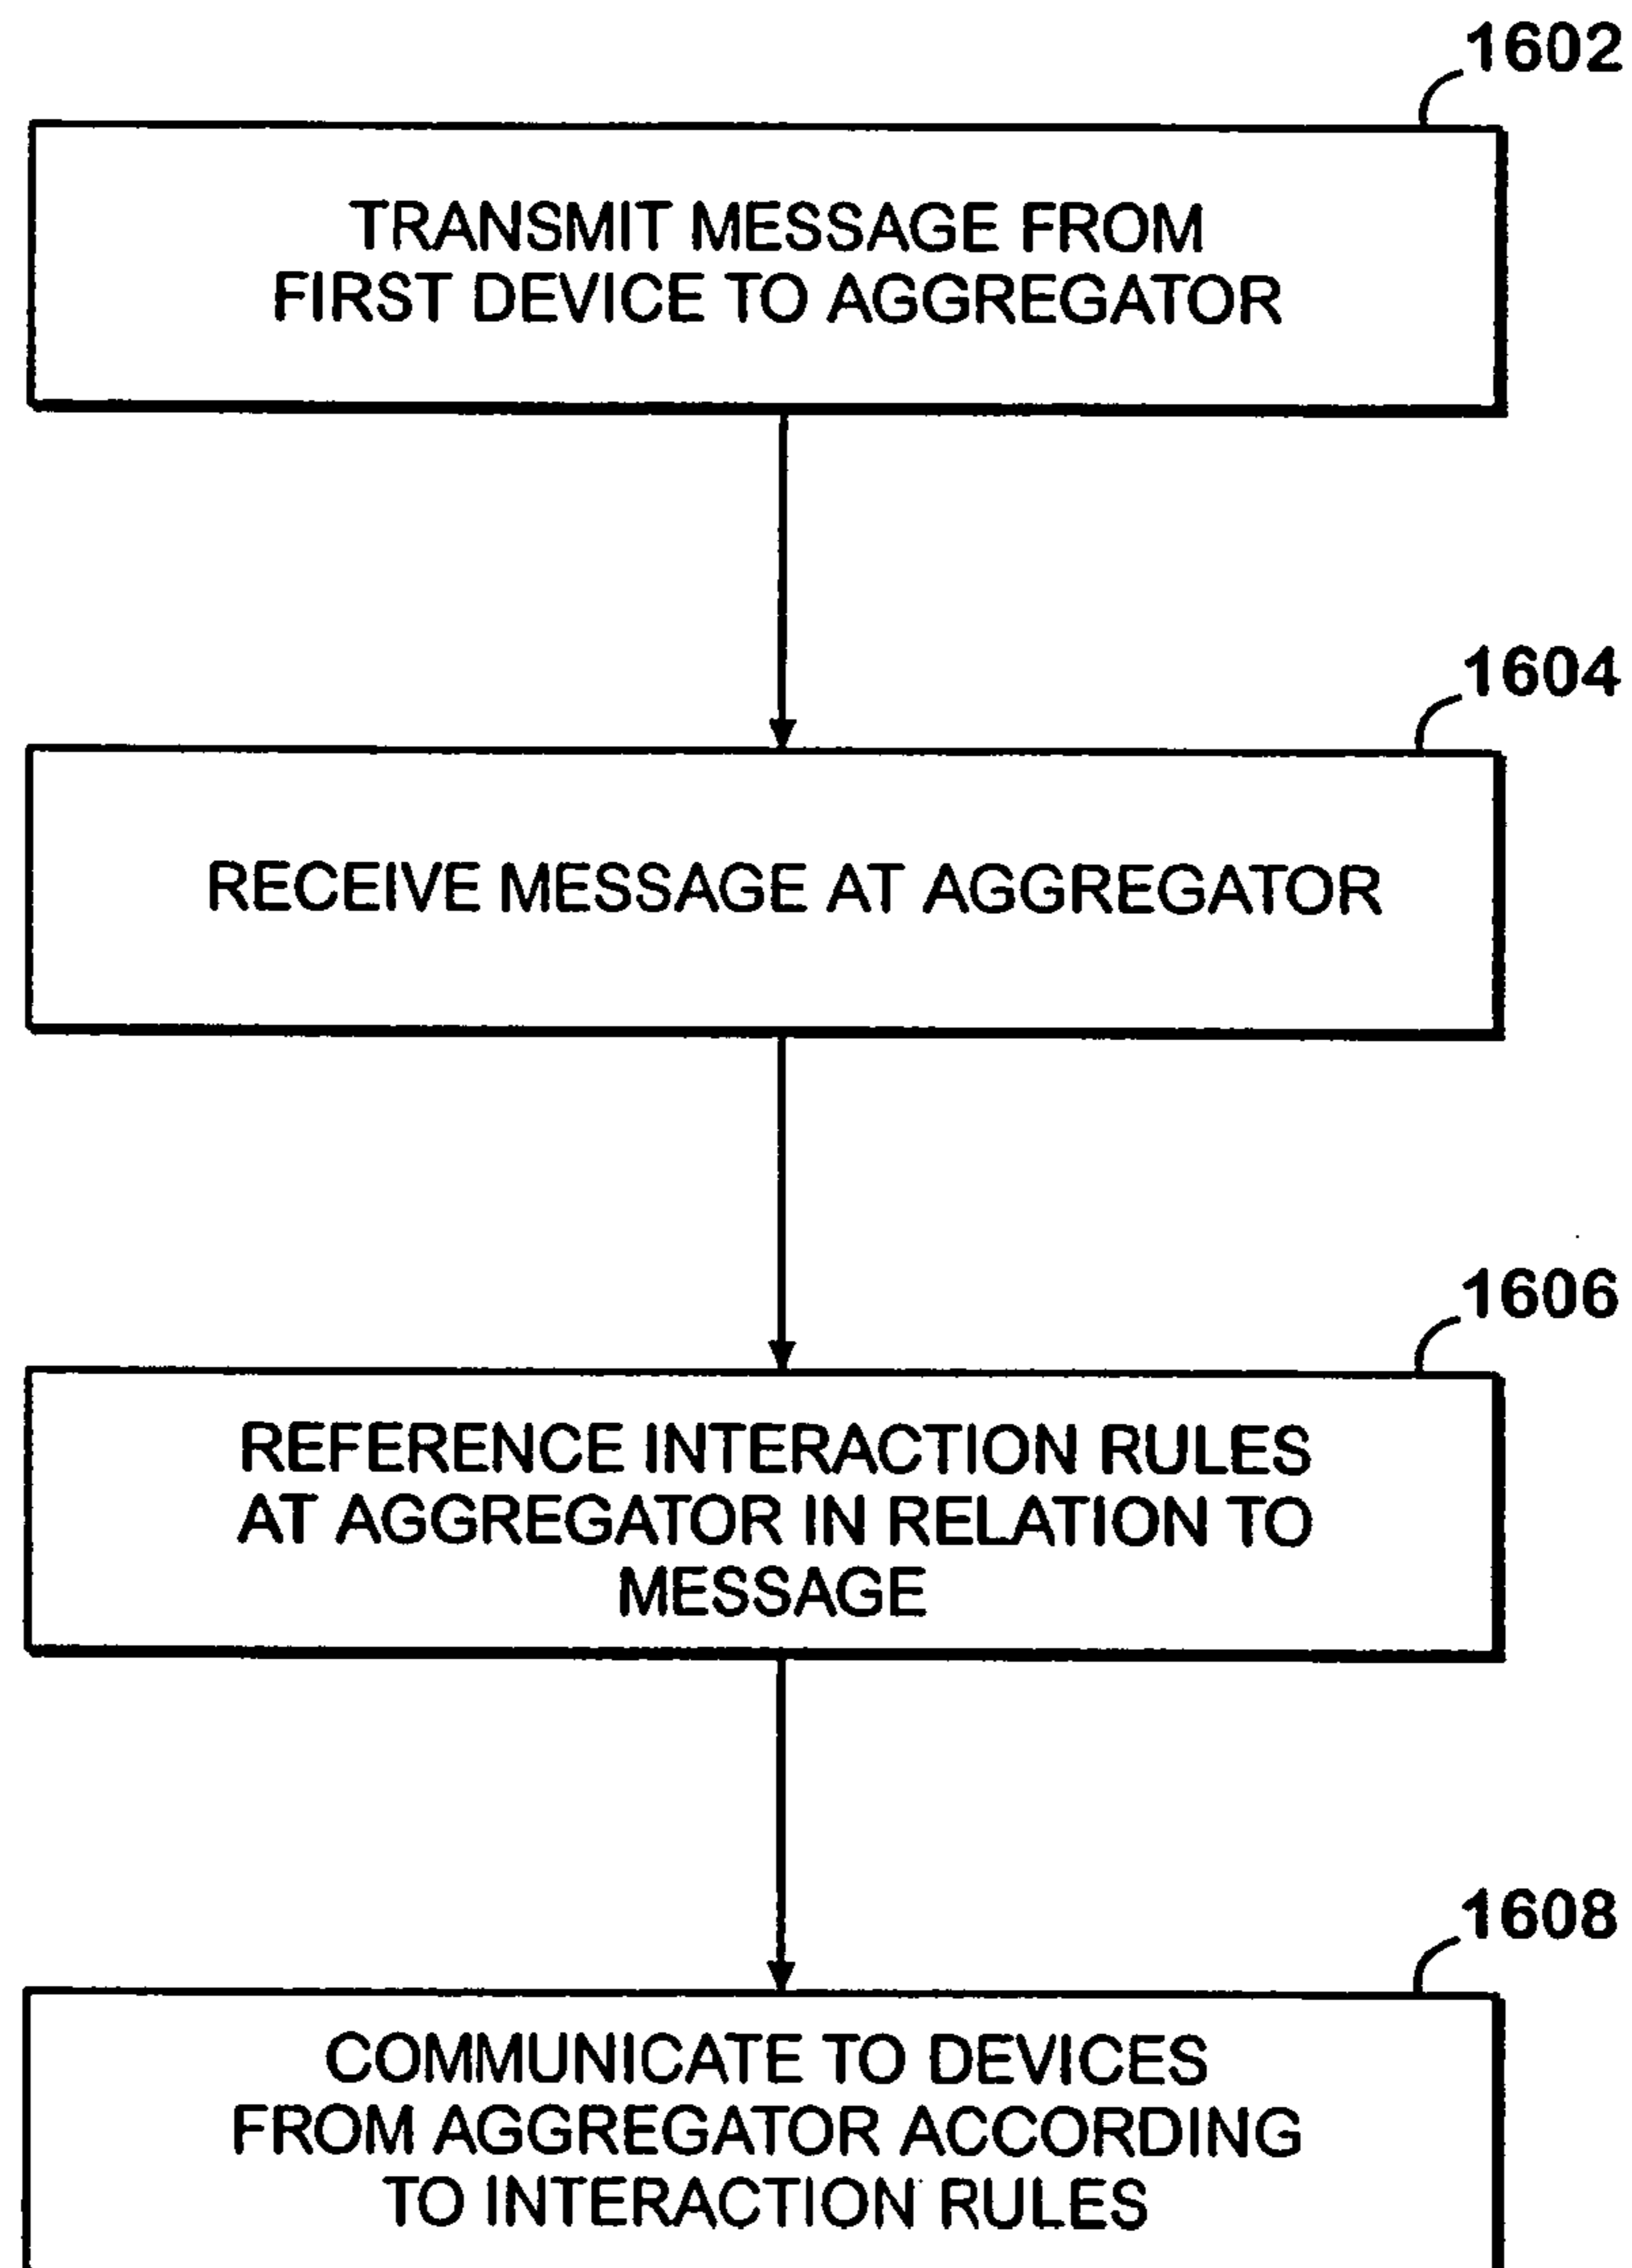 1602
TRANSMIT MESSAGE FROM
FIRST DEVICE TO AGGREGATOR
1604
RECEIVE MESSAGE AT AGGREGATOR
1606
REFERENCE INTERACTION RULES
AT AGGREGATOR IN RELATION TO
MESSAGE
1608
COMMUNICATE TO DEVICES
FROM AGGREGATOR ACCORDING
TO INTERACTION RULES